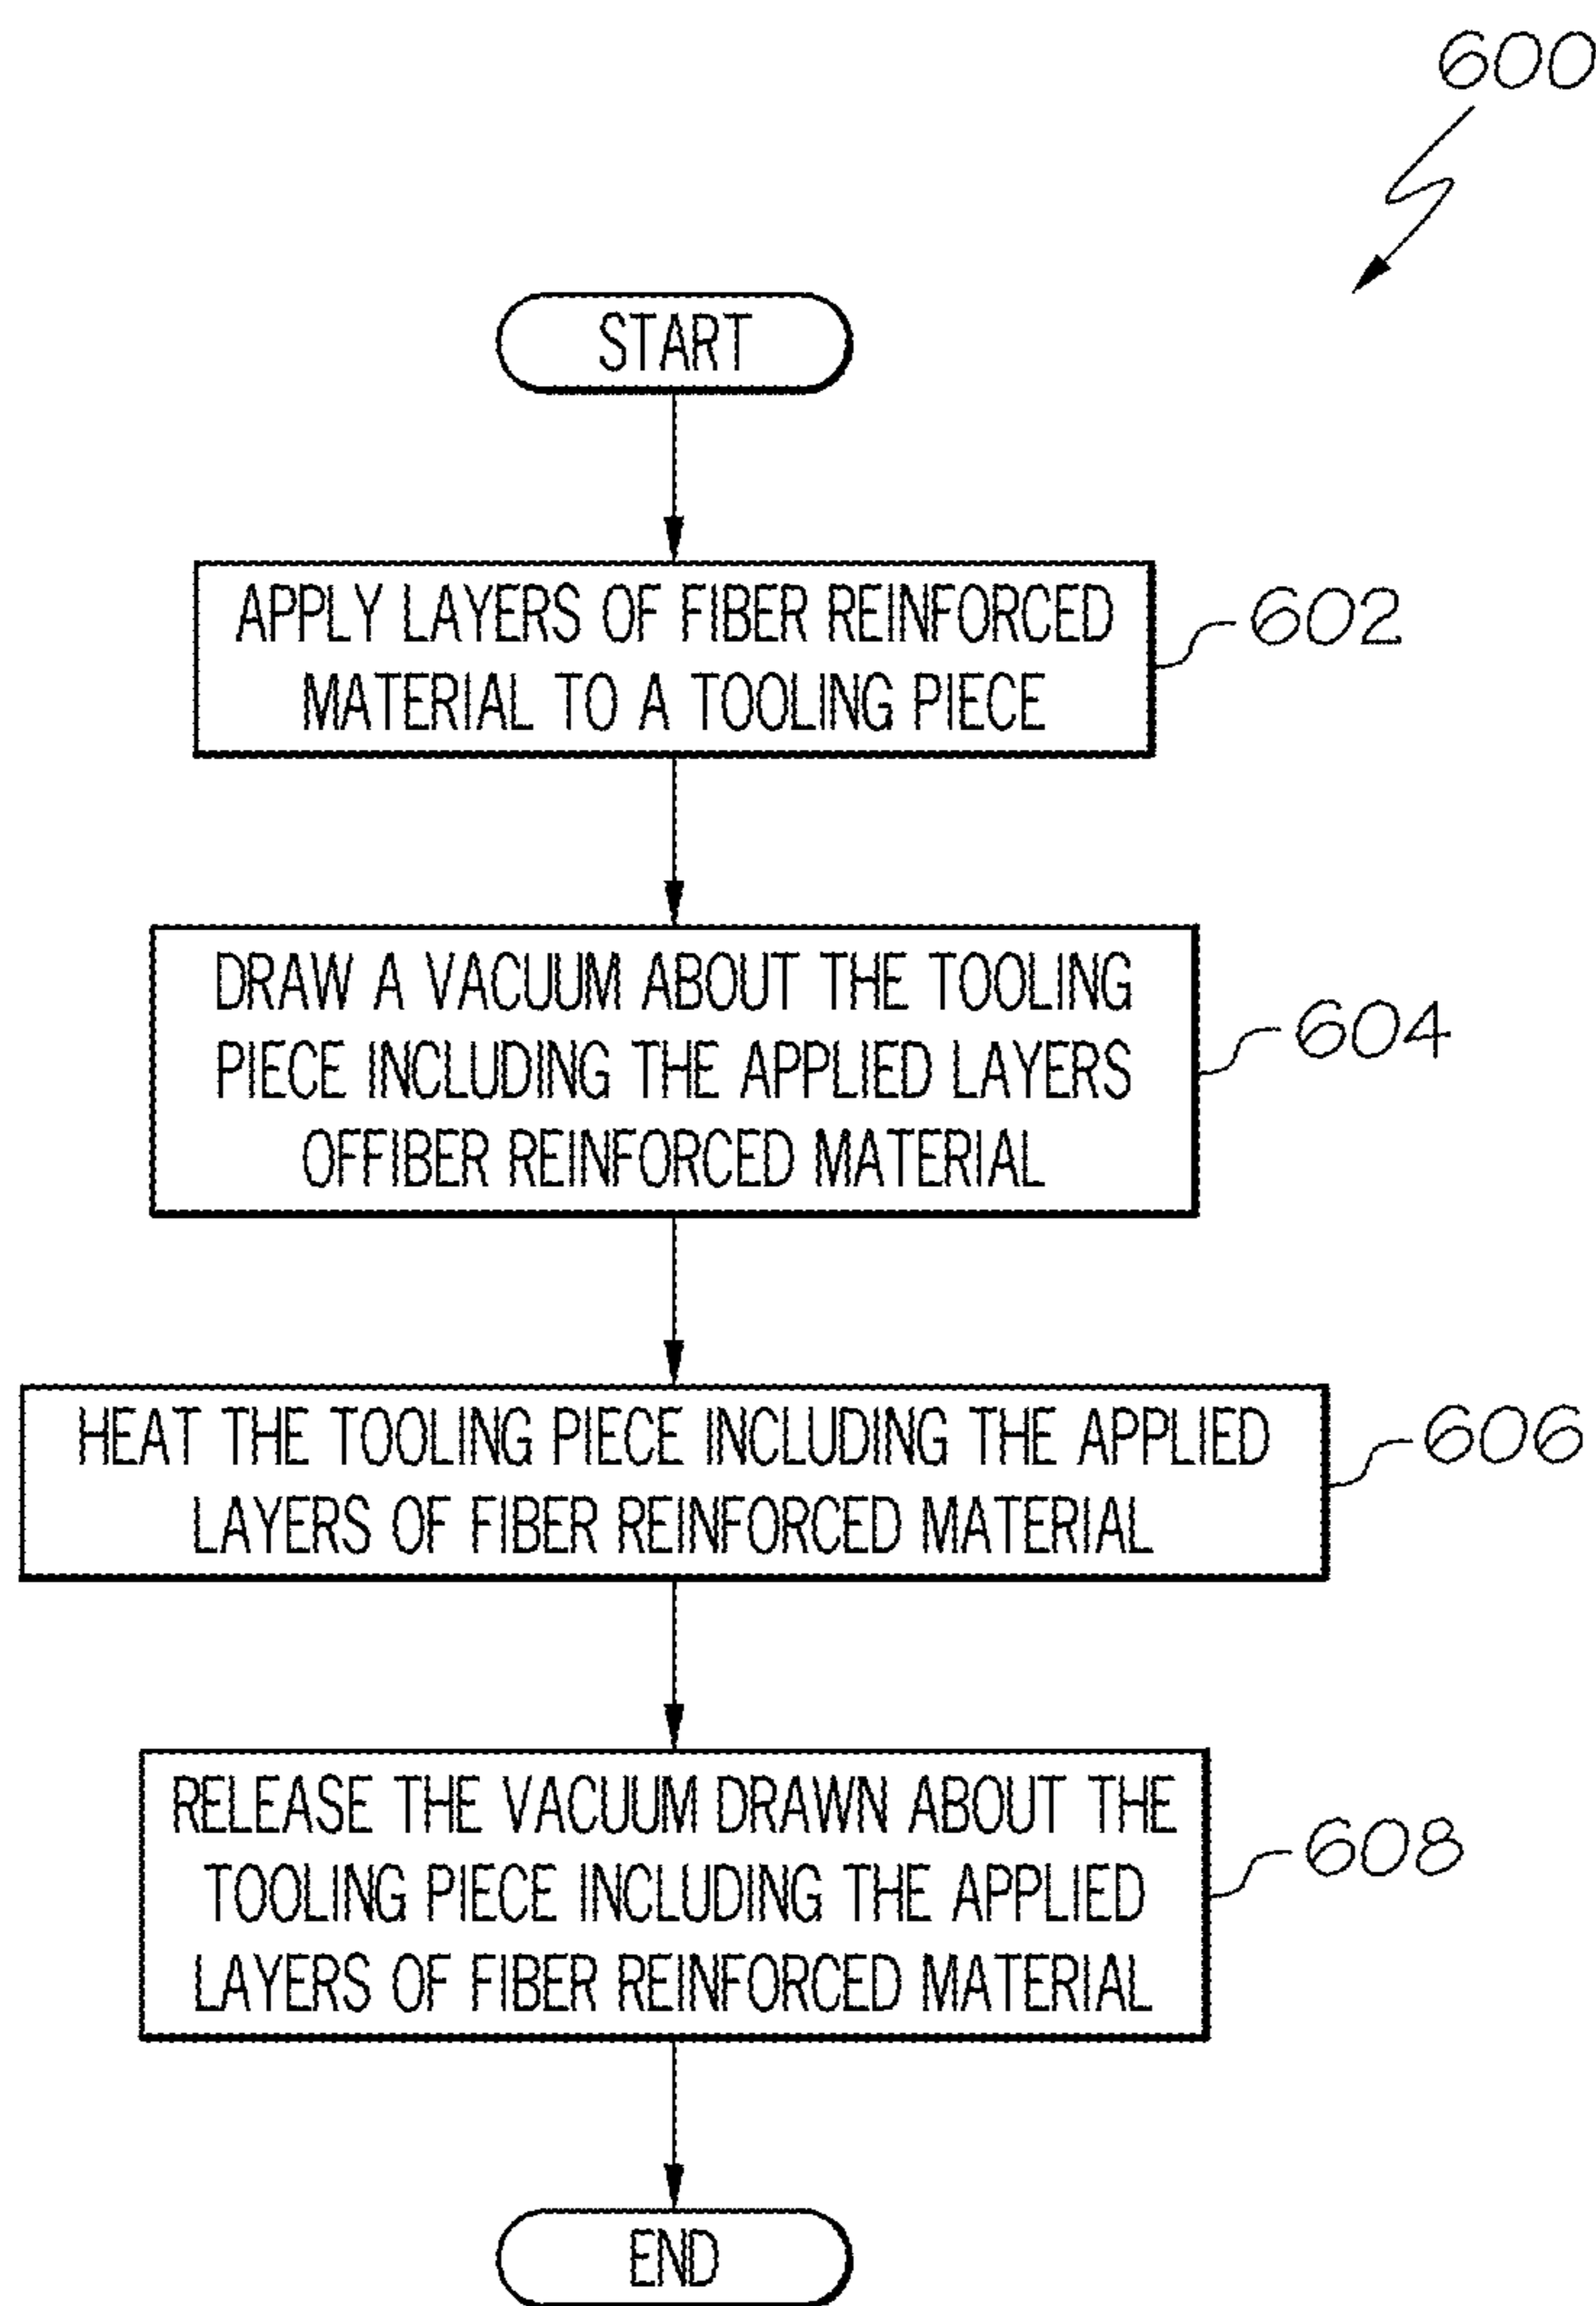 600
START
APPLY LAYERS OF FIBER REINFORCED
MATERIAL TO A TOOLING PIECE
602
DRAW A VACUUM ABOUT THE TOOLING
PIECE INCLUDING THE APPLIED LAYERS
OFFIBER REINFORCED MATERIAL
604
HEAT THE TOOLING PIECE INCLUDING THE APPLIED
LAYERS OF FIBER REINFORCED MATERIAL
606
RELEASE THE VACUUM DRAWN ABOUT THE
TOOLING PIECE INCLUDING THE APPLIED
LAYERS OF FIBER REINFORCED MATERIAL
608
END